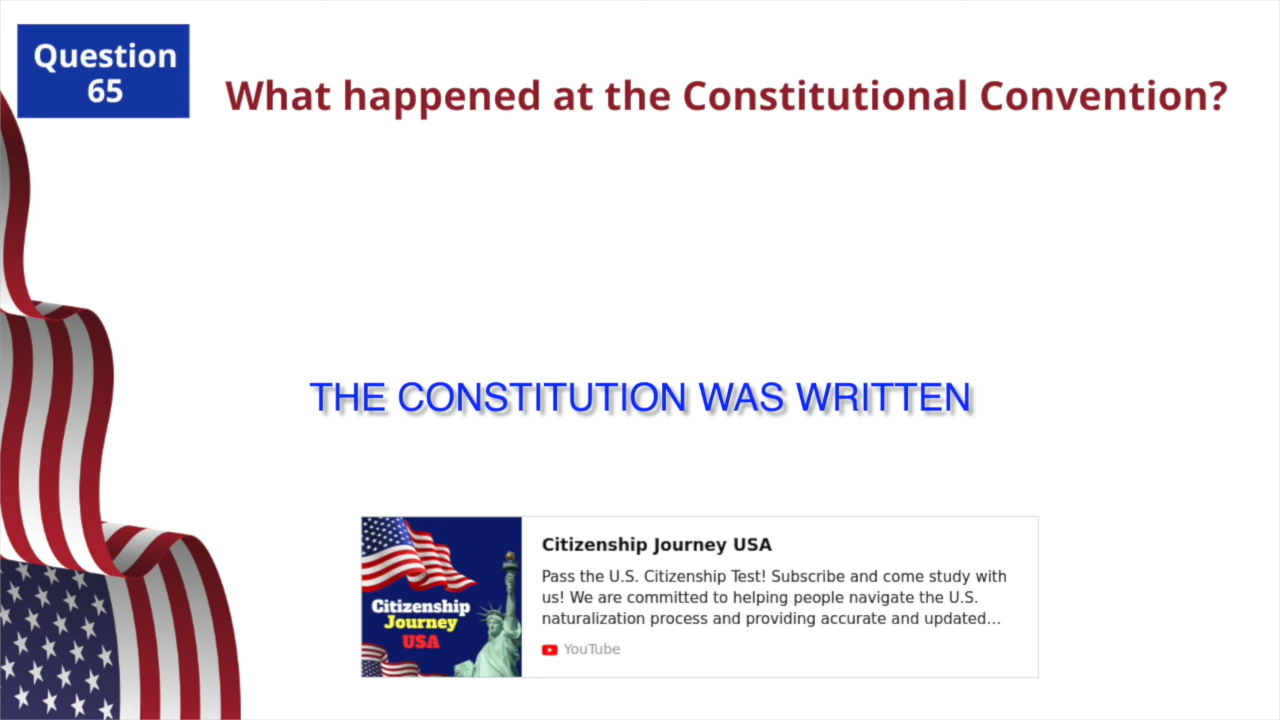 Question
65
What happened at the Constitutional Convention?
THE CONSTITUTION WAS WRITTEN
Citizenship
Journey
USA
Citizenship Journey USA
Pass the U.S. Citizenship Test! Subscribe and come study with
us! We are committed to helping people navigate the U.S.
naturalization process and providing accurate and updated...
YouTube